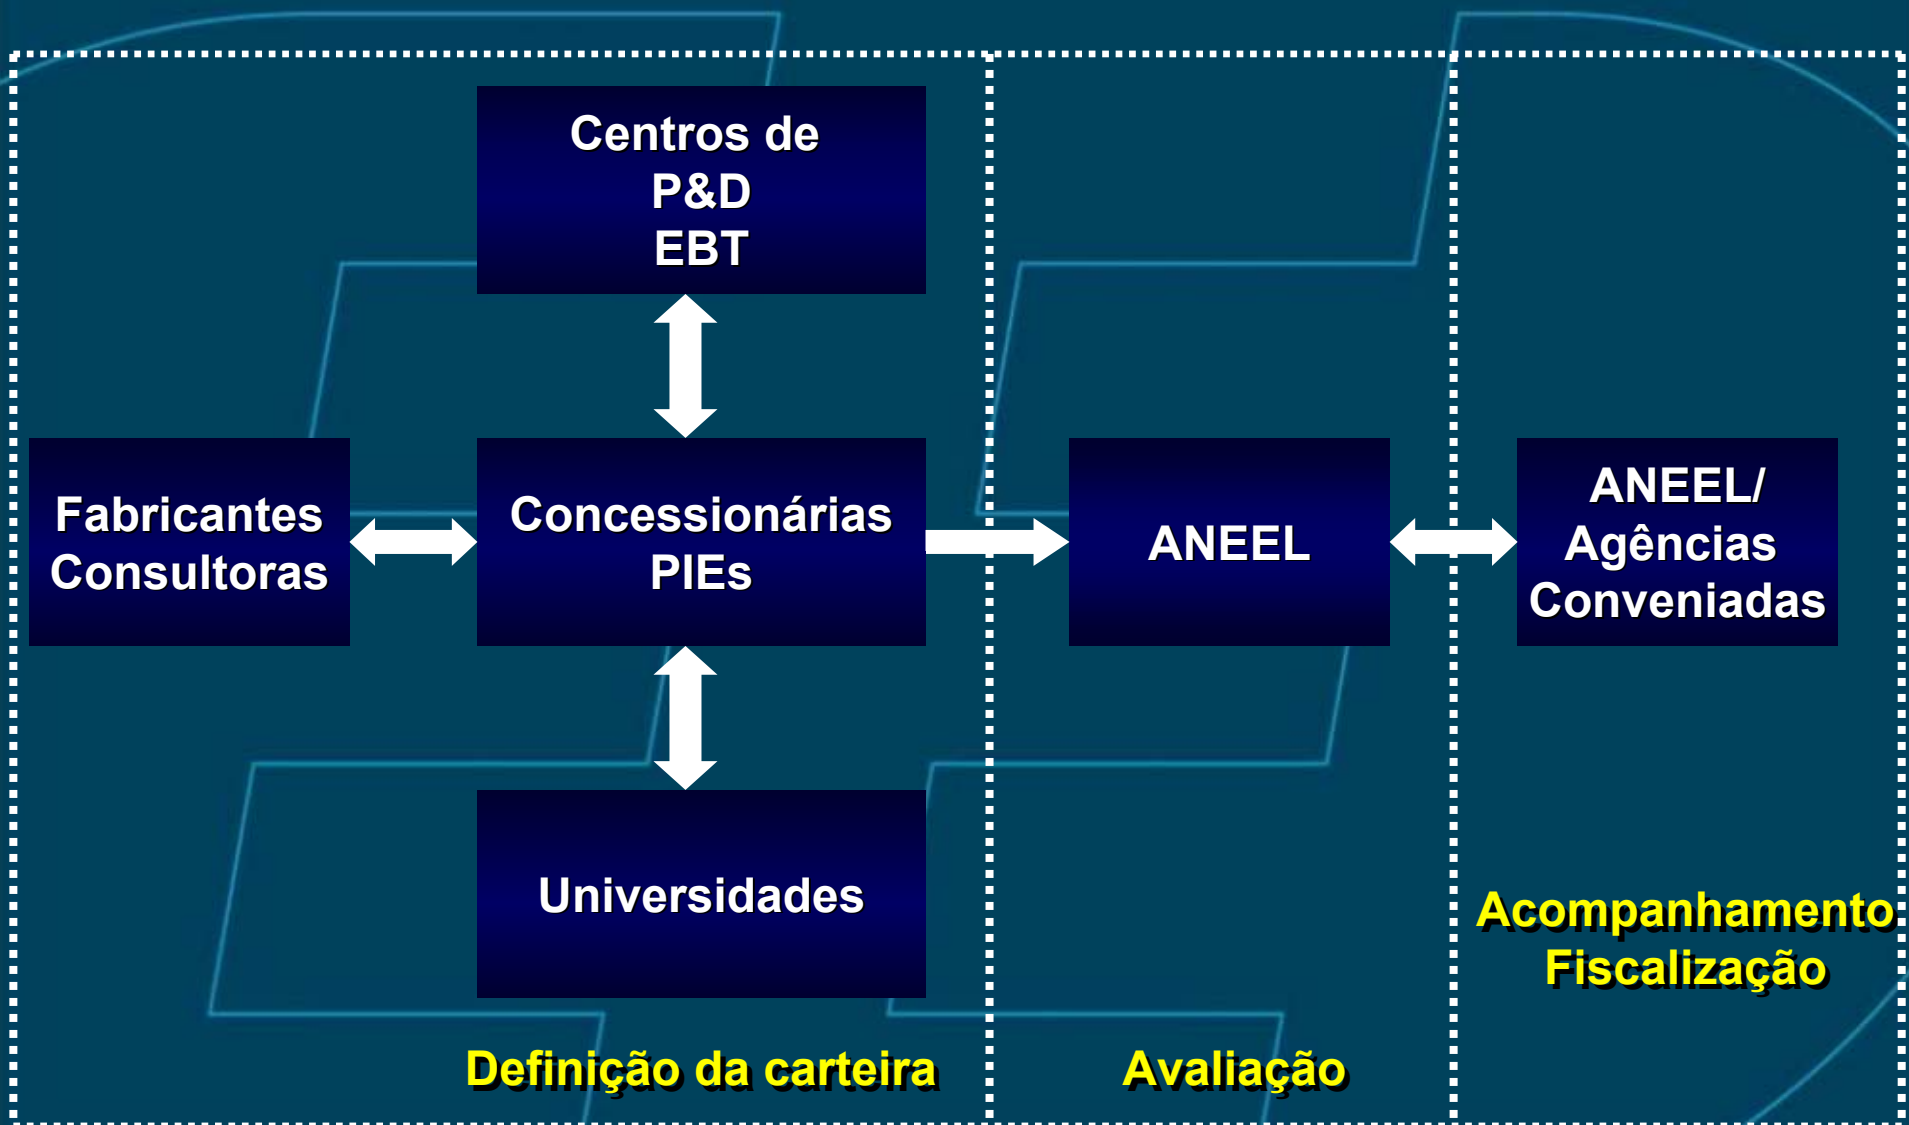 Centros de
P&D
EBT
Fabricantes
Consultoras
Concessionárias
PIEs
ANEEL
ANEEL/
Agências
Conveniadas
Universidades
Acompanhamento
Fiscalização
Definição da carteira
Avaliação